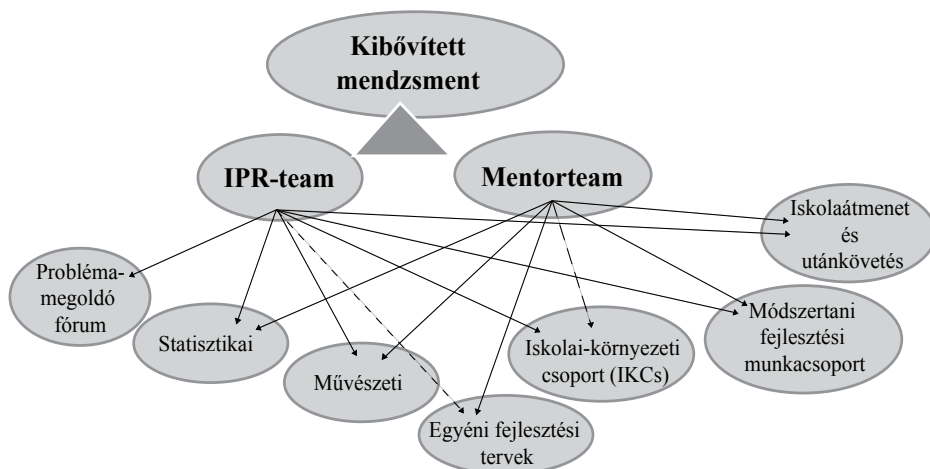 Kibővített
mendzsment
IPR-team
Mentorteam
Iskolaátmenet
és
utánkövetés
Probléma-
megoldó
fórum
Statisztikai
Művészeti
Egyéni fejlesztési
tervek
Iskolai-környezeti
csoport (IKCs)
Módszertani
fejlesztési
munkacsoport